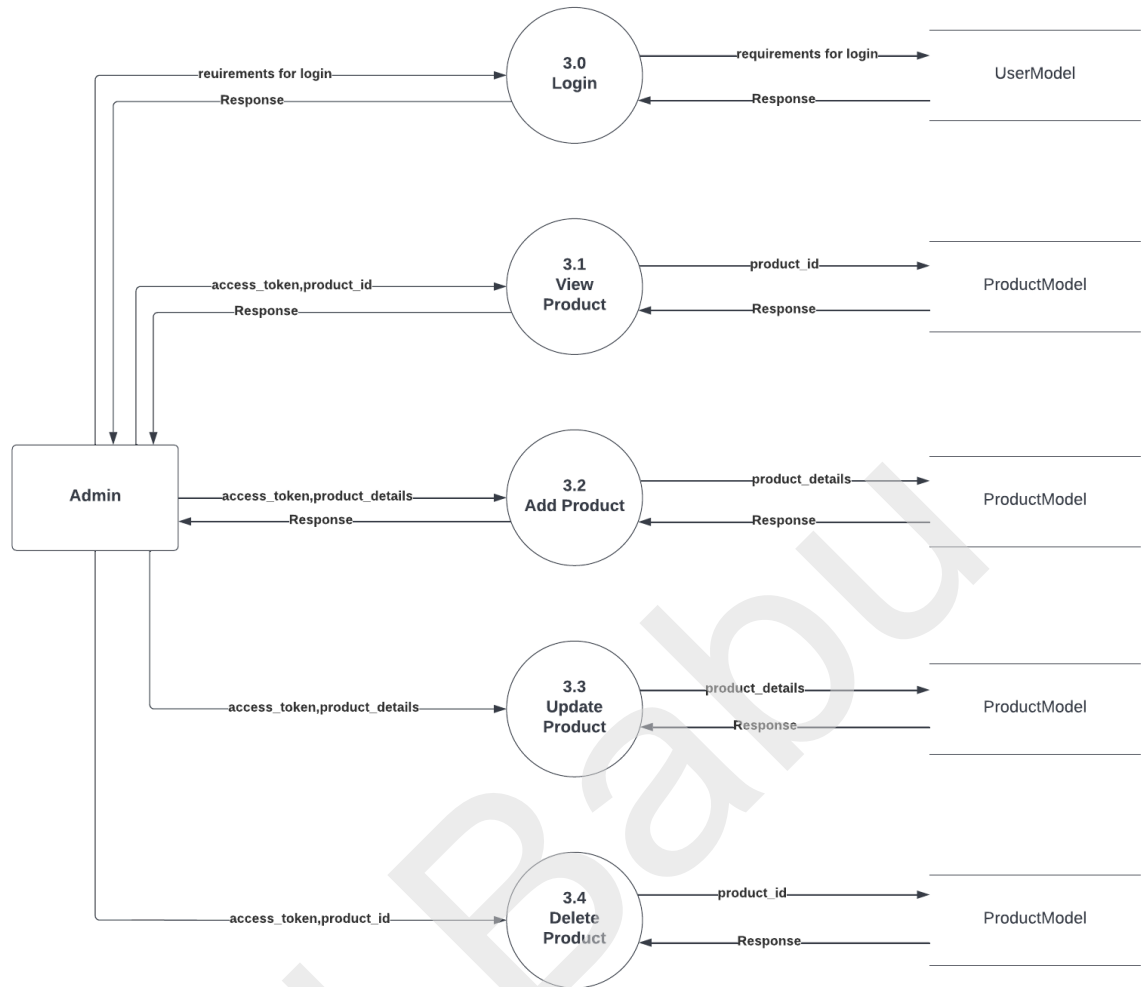 reuirements for login
Response
3.0
Login
requirements for login
Response
UserModel
access_token,product_id
Response
3.1
View
Product
product_id
Response
ProductModel
Admin
access_token,product_details
Response
3.2
Add Product
product_details
Response
ProductModel
access_token,product_details
3.3
Update
Product
product_details
Response
ProductModel
access_token,product_id
3.4
Delete
Product
product_id
Response
ProductModel
Babu